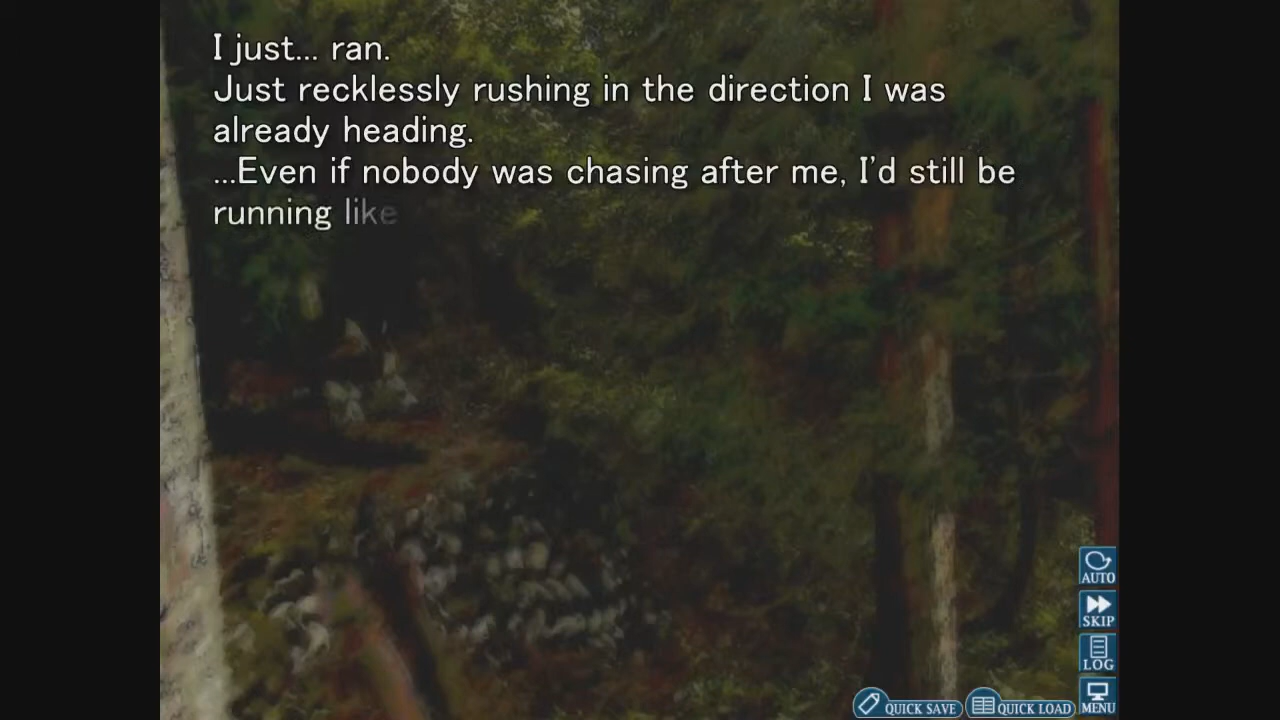 I just... ran.
Just recklessly rushing in the direction I was
already heading.
...Even if nobody was chasing after me, I'd still be
running like
AUTO
SKIP
LOG
MENU
QUICK SAVE
QUICK LOAD